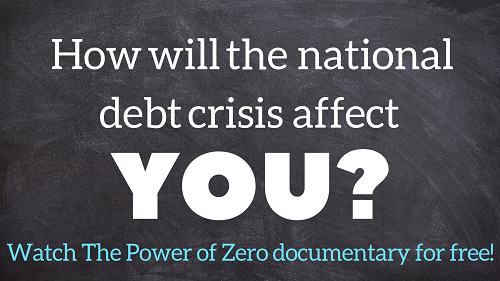 How will the national
debt crisis affect
YOU?
Watch The Power of Zero documentary for free!